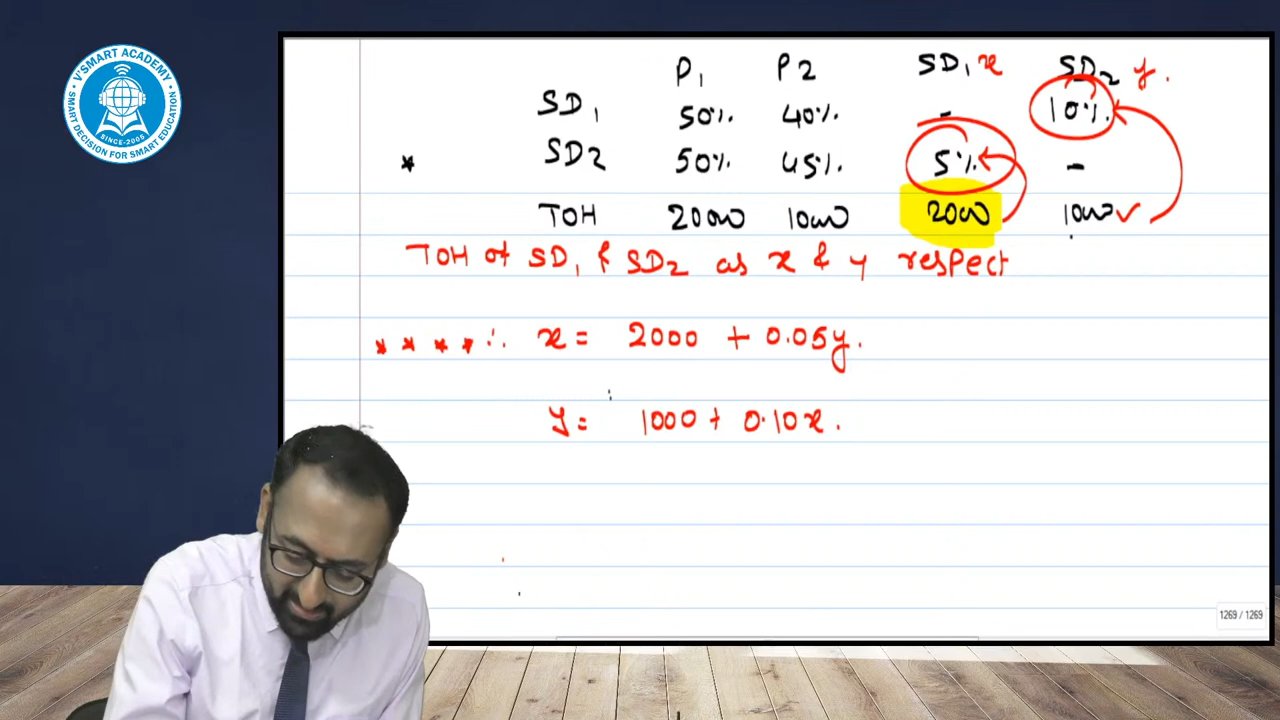 V'SMART ACADEMY
SMART DECISION FOR SMART EDUCATION
SINCE-2005
P1 P2 SD1 x SD2 y.
SD1 50% 40% - 10%.
* SD2 50% 45% 5% -
TOH 2000 1000 2000 1000 ✓
TOH of SD1 & SD2 as x & y respect
* * * * ∴ x = 2000 + 0.05y.
y = 1000 + 0.10x.
1269 / 1269